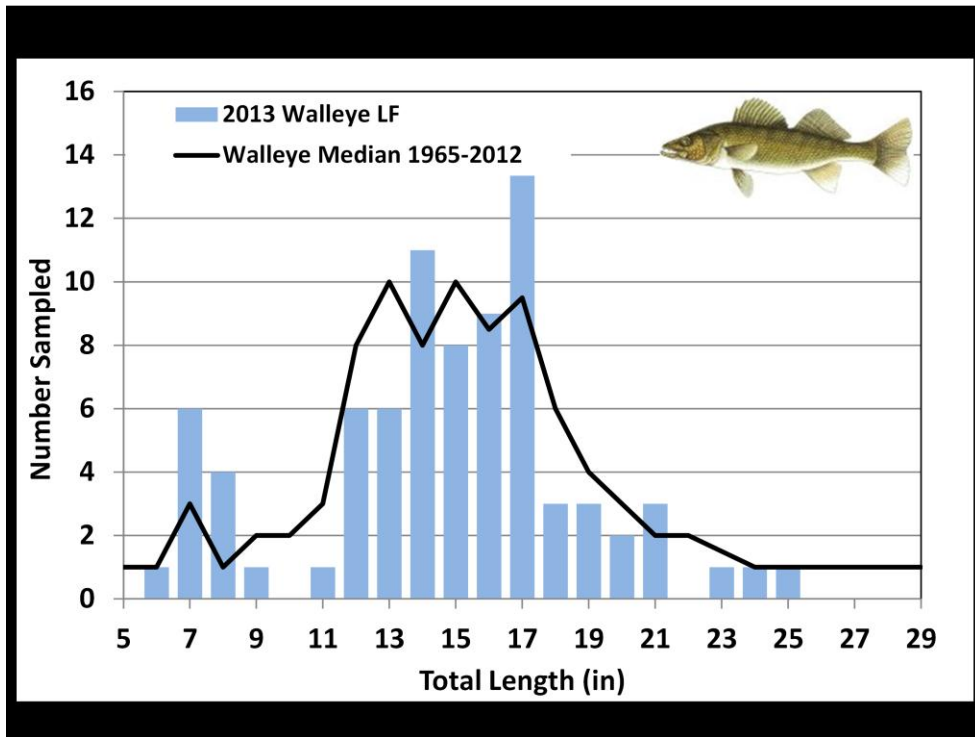 16
14
12
10
8
6
4
2
0
2013 Walleye LF
Walleye Median 1965-2012
Number Sampled
5 7 9 11 13 15 17 19 21 23 25 27 29
Total Length (in)